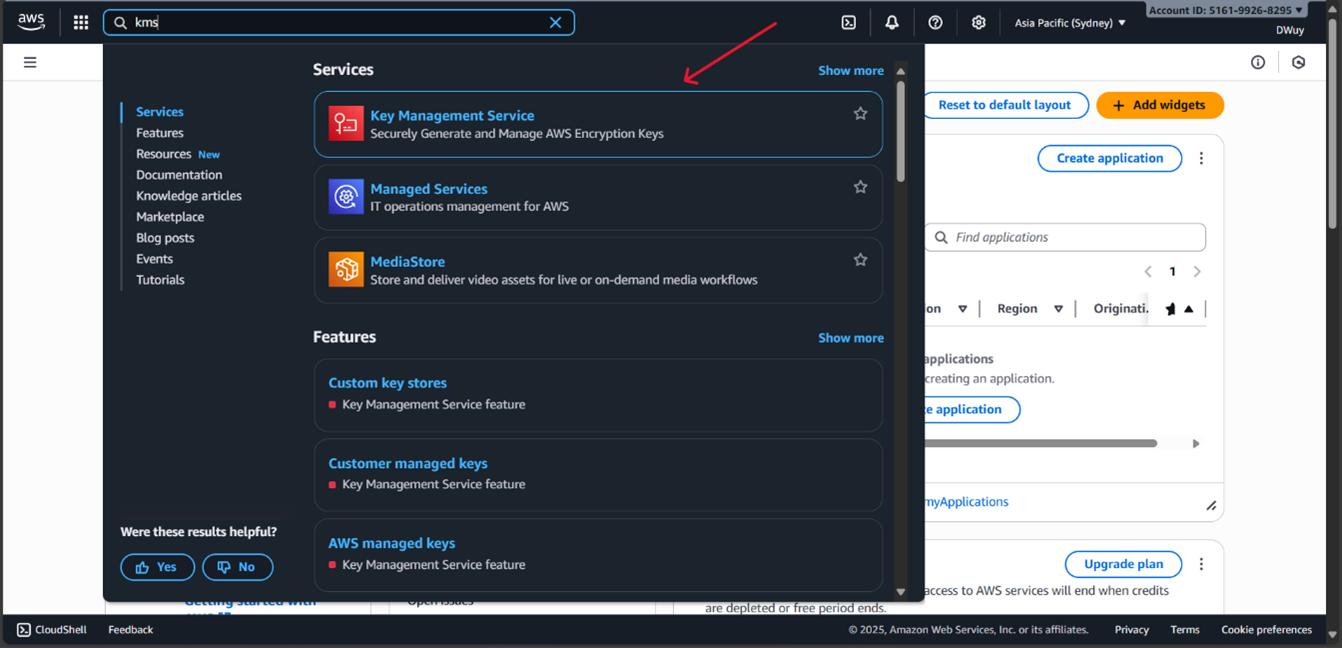 aws
kms
Asia Pacific (Sydney)
Account ID: 5161-9926-8295
DWuy
Services
Features
Resources New
Documentation
Knowledge articles
Marketplace
Blog posts
Events
Tutorials
Were these results helpful?
Yes
No
Services
Show more
Key Management Service
Securely Generate and Manage AWS Encryption Keys
Managed Services
IT operations management for AWS
MediaStore
Store and deliver video assets for live or on-demand media workflows
Features
Show more
Custom key stores
Key Management Service feature
Customer managed keys
Key Management Service feature
AWS managed keys
Key Management Service feature
Reset to default layout
+ Add widgets
Create application
Find applications
1
ion
Region
Originati.
applications
creating an application.
e application
myApplications
Upgrade plan
access to AWS services will end when credits
are depleted or free period ends.
Getting started with
Open issues
CloudShell
Feedback
© 2025, Amazon Web Services, Inc. or its affiliates.
Privacy
Terms
Cookie preferences